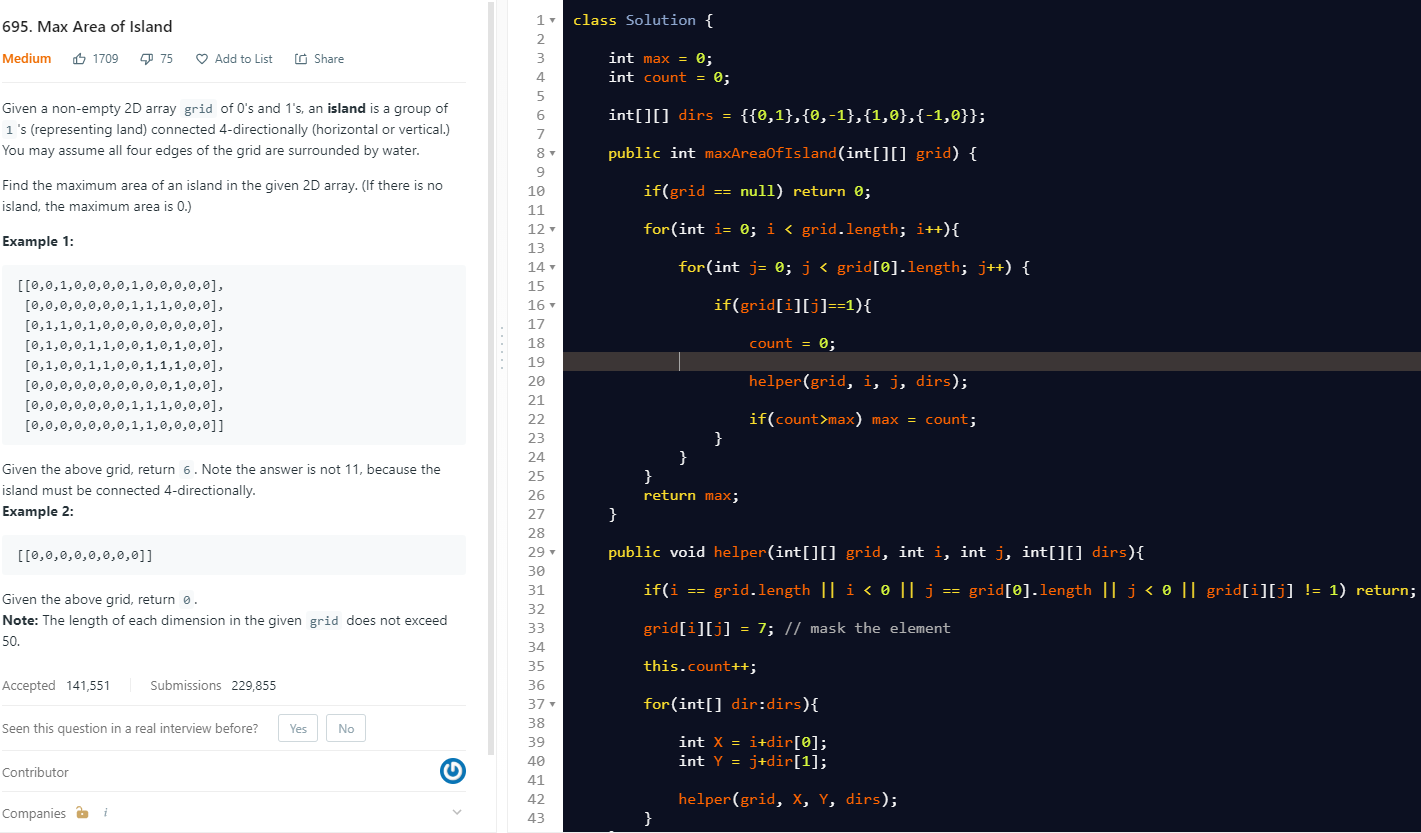 695. Max Area of Island
Medium 1709 75 Add to List Share
Given a non-empty 2D array grid of 0's and 1's, an island is a group of
1 's (representing land) connected 4-directionally (horizontal or vertical.)
You may assume all four edges of the grid are surrounded by water.
Find the maximum area of an island in the given 2D array. (If there is no
island, the maximum area is 0.)
Example 1:
[[0,0,1,0,0,0,0,1,0,0,0,0,0],
[0,0,0,0,0,0,0,1,1,1,0,0,0],
[0,1,1,0,1,0,0,0,0,0,0,0,0],
[0,1,0,0,1,1,0,0,1,0,1,0,0],
[0,1,0,0,1,1,0,0,1,1,1,0,0],
[0,0,0,0,0,0,0,0,0,0,1,0,0],
[0,0,0,0,0,0,0,1,1,1,0,0,0],
[0,0,0,0,0,0,0,1,1,0,0,0,0]]
Given the above grid, return 6 . Note the answer is not 11, because the
island must be connected 4-directionally.
Example 2:
[[0,0,0,0,0,0,0,0]]
Given the above grid, return 0 .
Note: The length of each dimension in the given grid does not exceed
50.
Accepted 141,551 Submissions 229,855
Seen this question in a real interview before? Yes No
Contributor
Companies i
1 class Solution {
2
3 int max = 0;
4 int count = 0;
5
6 int[][] dirs = {{0,1},{0,-1},{1,0},{-1,0}};
7
8 public int maxAreaOfIsland(int[][] grid) {
9
10 if(grid == null) return 0;
11
12 for(int i= 0; i < grid.length; i++){
13
14 for(int j= 0; j < grid[0].length; j++) {
15
16 if(grid[i][j]==1){
17
18 count = 0;
19
20 helper(grid, i, j, dirs);
21
22 if(count>max) max = count;
23 }
24 }
25 }
26 return max;
27 }
28
29 public void helper(int[][] grid, int i, int j, int[][] dirs){
30
31 if(i == grid.length || i < 0 || j == grid[0].length || j < 0 || grid[i][j] != 1) return;
32
33 grid[i][j] = 7; // mask the element
34
35 this.count++;
36
37 for(int[] dir:dirs){
38
39 int X = i+dir[0];
40 int Y = j+dir[1];
41
42 helper(grid, X, Y, dirs);
43 }